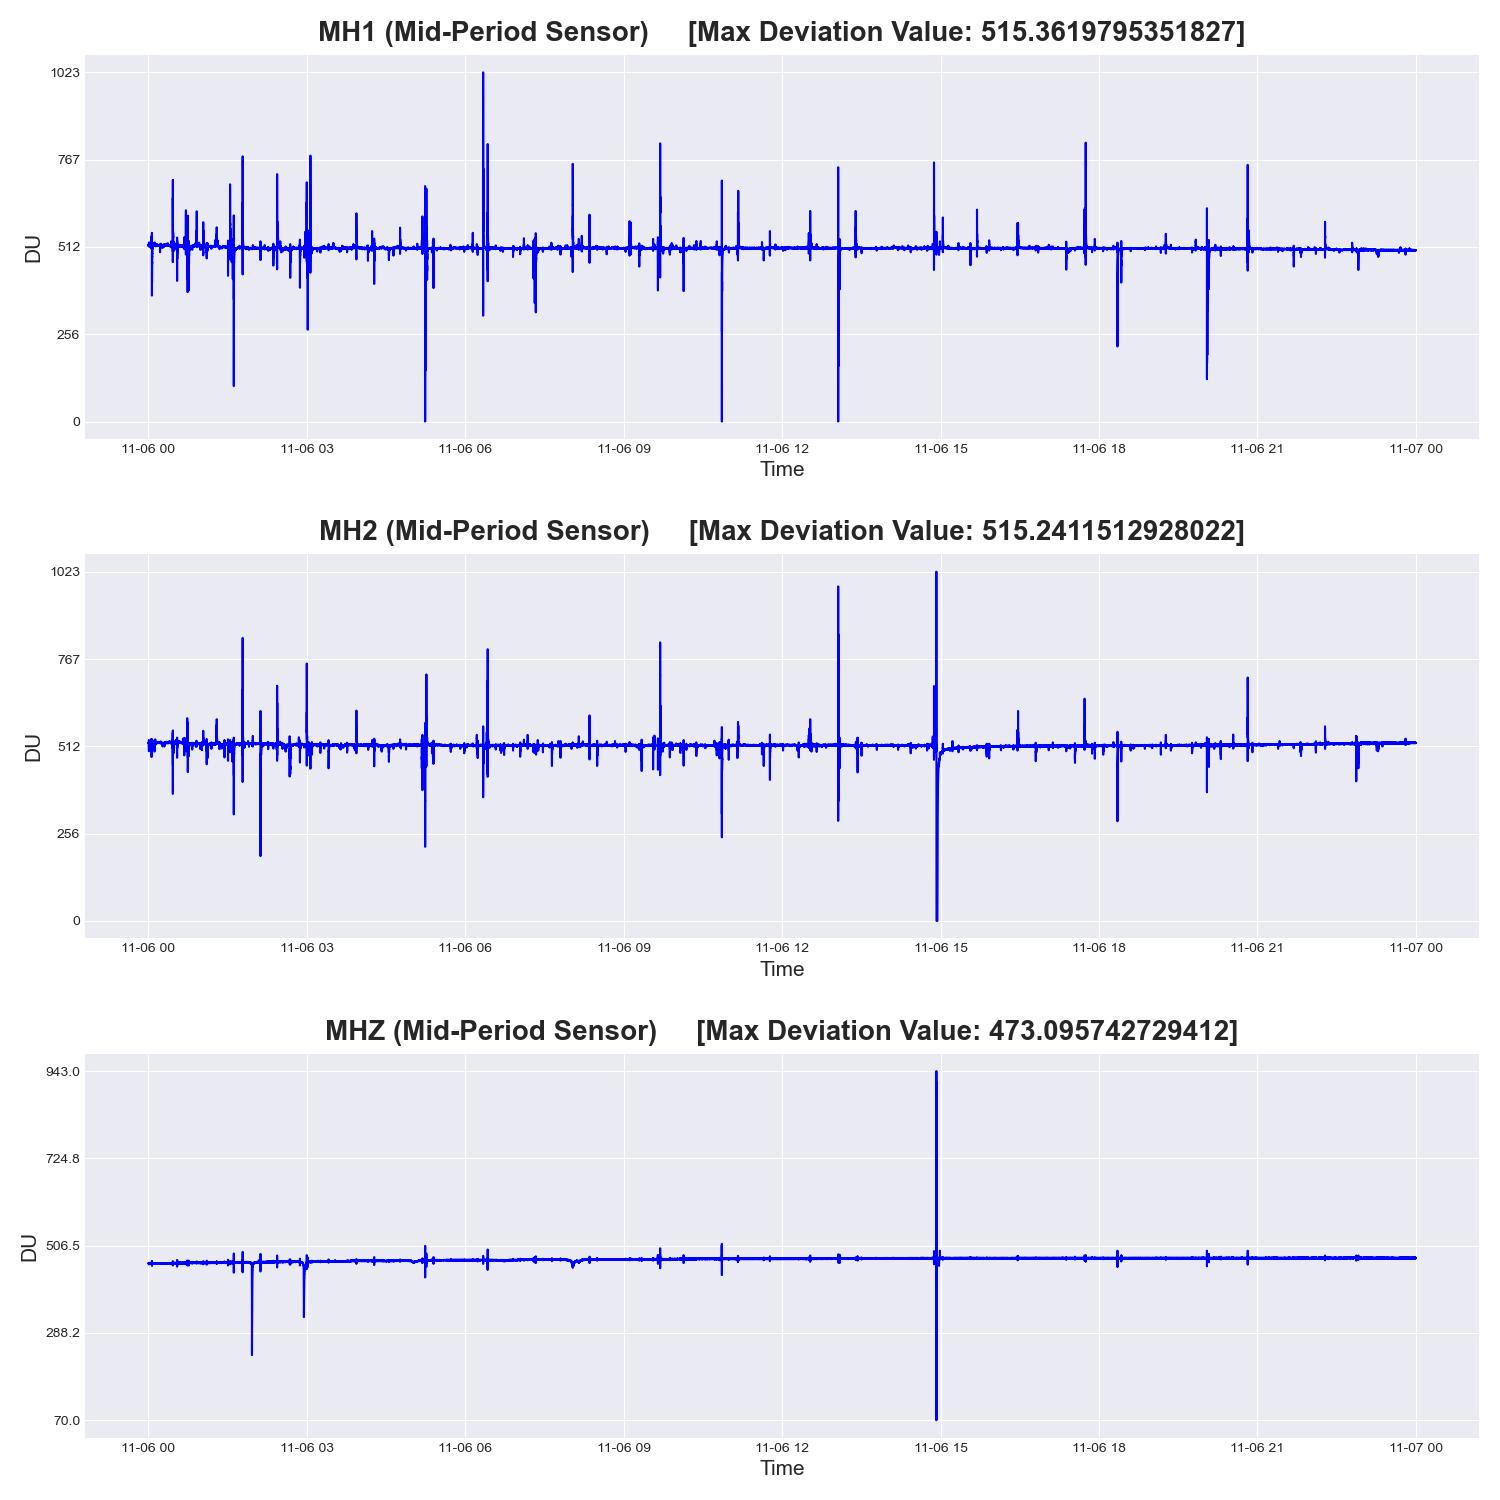 MH1 (Mid-Period Sensor) [Max Deviation Value: 515.3619795351827]
1023
767
512
256
0
DU
11-06 00 11-06 03 11-06 06 11-06 09 11-06 12 11-06 15 11-06 18 11-06 21 11-07 00
Time
MH2 (Mid-Period Sensor) [Max Deviation Value: 515.2411512928022]
1023
767
512
256
0
DU
11-06 00 11-06 03 11-06 06 11-06 09 11-06 12 11-06 15 11-06 18 11-06 21 11-07 00
Time
MHZ (Mid-Period Sensor) [Max Deviation Value: 473.095742729412]
943.0
724.8
506.5
288.2
70.0
DU
11-06 00 11-06 03 11-06 06 11-06 09 11-06 12 11-06 15 11-06 18 11-06 21 11-07 00
Time